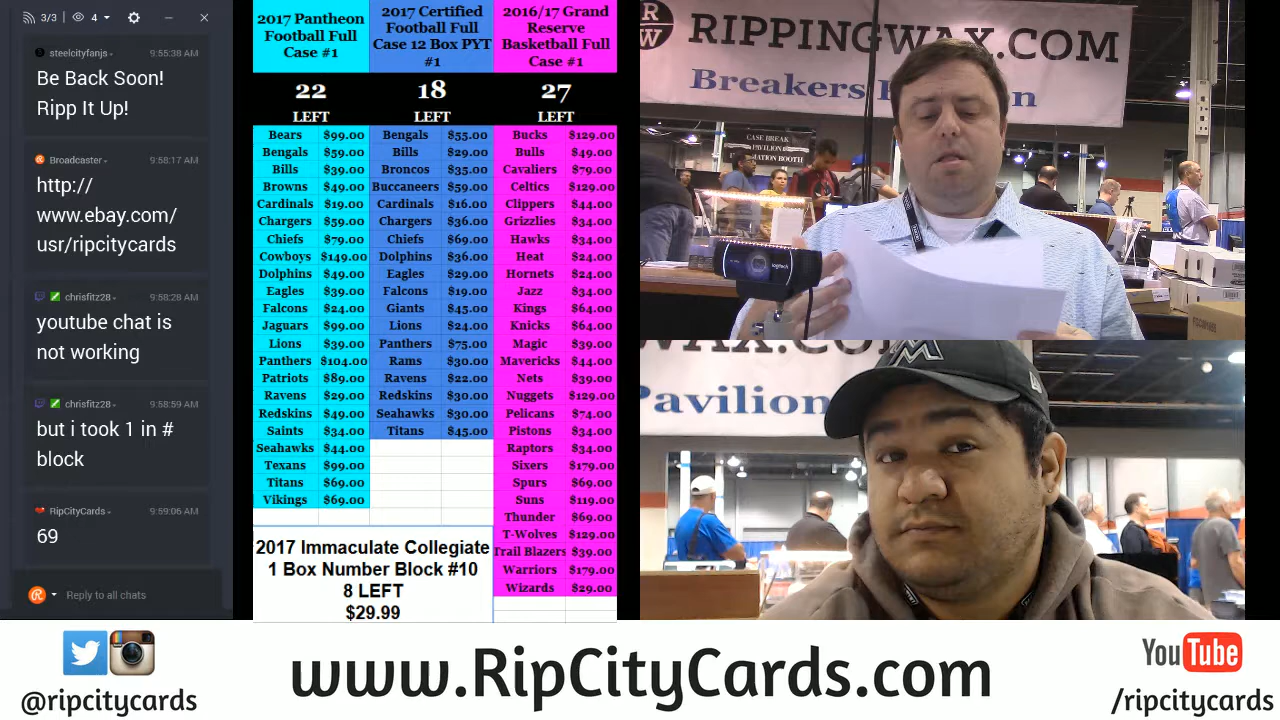 3/3 4
steelcityfanjs 9:55:38 AM
Be Back Soon!
Ripp It Up!
Broadcaster 9:58:17 AM
http://
www.ebay.com/
usr/ripcitycards
chrisfitz28 9:58:28 AM
youtube chat is
not working
chrisfitz28 9:58:59 AM
but i took 1 in #
block
RipCityCards 9:59:06 AM
69
Reply to all chats
2017 Pantheon
Football Full
Case #1
22
LEFT
Bears $99.00
Bengals $59.00
Bills $39.00
Browns $49.00
Cardinals $19.00
Chargers $59.00
Chiefs $79.00
Cowboys $149.00
Dolphins $49.00
Eagles $39.00
Falcons $24.00
Jaguars $99.00
Lions $39.00
Panthers $104.00
Patriots $89.00
Ravens $29.00
Redskins $49.00
Saints $34.00
Seahawks $44.00
Texans $99.00
Titans $69.00
Vikings $69.00
2017 Certified
Football Full
Case 12 Box PYT
#1
18
LEFT
Bengals $55.00
Bills $29.00
Broncos $35.00
Buccaneers $59.00
Cardinals $16.00
Chargers $36.00
Chiefs $69.00
Dolphins $36.00
Eagles $29.00
Falcons $19.00
Giants $45.00
Lions $24.00
Panthers $75.00
Rams $30.00
Ravens $22.00
Redskins $30.00
Seahawks $30.00
Titans $45.00
2016/17 Grand
Reserve
Basketball Full
Case #1
27
LEFT
Bucks $129.00
Bulls $49.00
Cavaliers $79.00
Celtics $129.00
Clippers $44.00
Grizzlies $34.00
Hawks $34.00
Heat $24.00
Hornets $24.00
Jazz $34.00
Kings $64.00
Knicks $64.00
Magic $39.00
Mavericks $44.00
Nets $39.00
Nuggets $129.00
Pelicans $74.00
Pistons $34.00
Raptors $34.00
Sixers $179.00
Spurs $69.00
Suns $119.00
Thunder $69.00
T-Wolves $129.00
Trail Blazers $39.00
Warriors $179.00
Wizards $29.00
2017 Immaculate Collegiate
1 Box Number Block #10
8 LEFT
$29.99
R
W
RIPPINGWAX.COM
Breakers
CASE BREAK
PAVILION
logitech
Pavilion
M
@ripcitycards
www.RipCityCards.com
YouTube
/ripcitycards